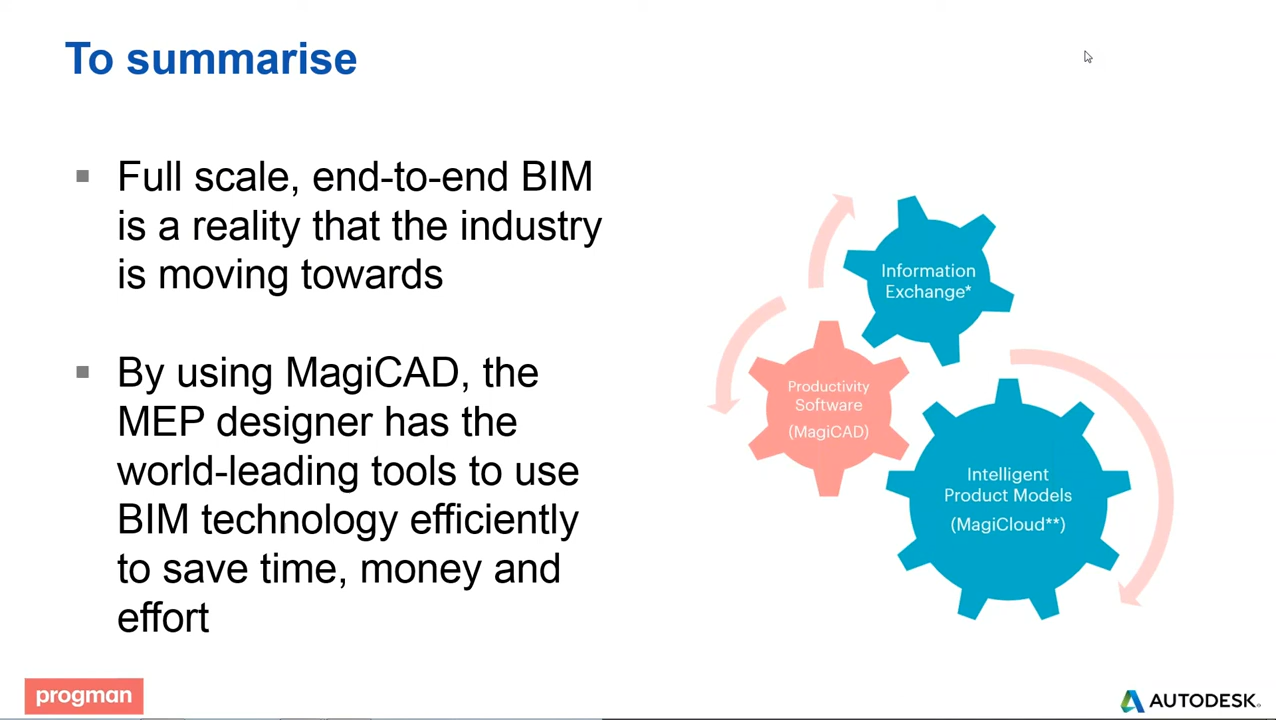 To summarise
Full scale, end-to-end BIM
is a reality that the industry
is moving towards
By using MagiCAD, the
MEP designer has the
world-leading tools to use
BIM technology efficiently
to save time, money and
effort
Information
Exchange*
Productivity
Software
(MagiCAD)
Intelligent
Product Models
(MagiCloud**)
progman
AUTODESK.